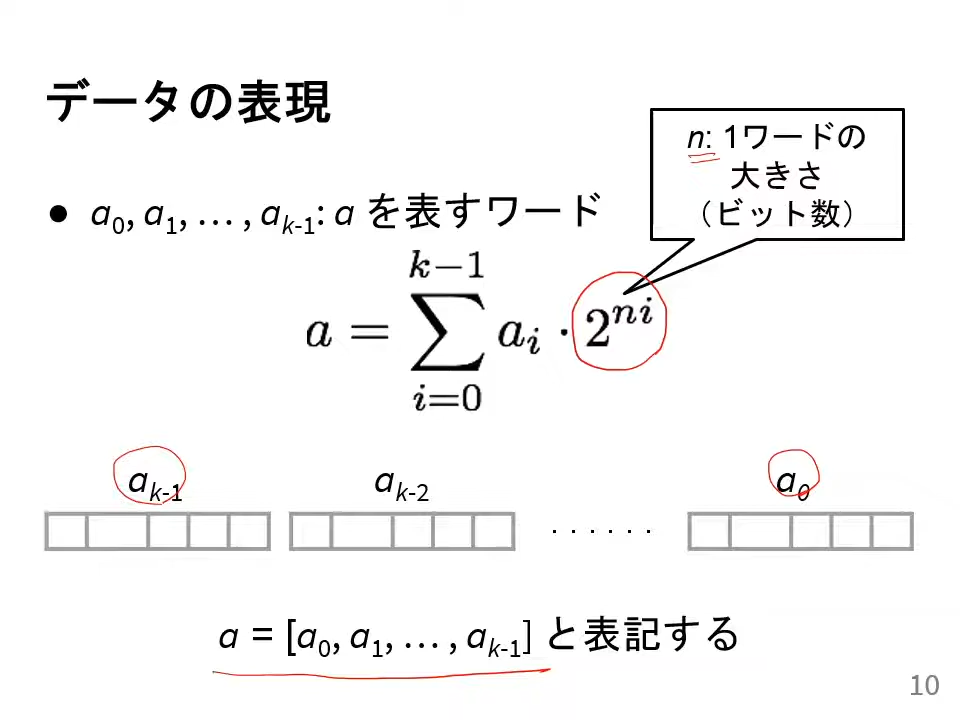 データの表現
n: 1ワードの
大きさ
（ビット数）
● a₀, a₁, … , aₖ₋₁: a を表すワード
a = ∑_{i=0}^{k−1} aᵢ · 2^{ni}
aₖ₋₁ aₖ₋₂ a₀
· · · · · ·
a = [a₀, a₁, … , aₖ₋₁] と表記する
10